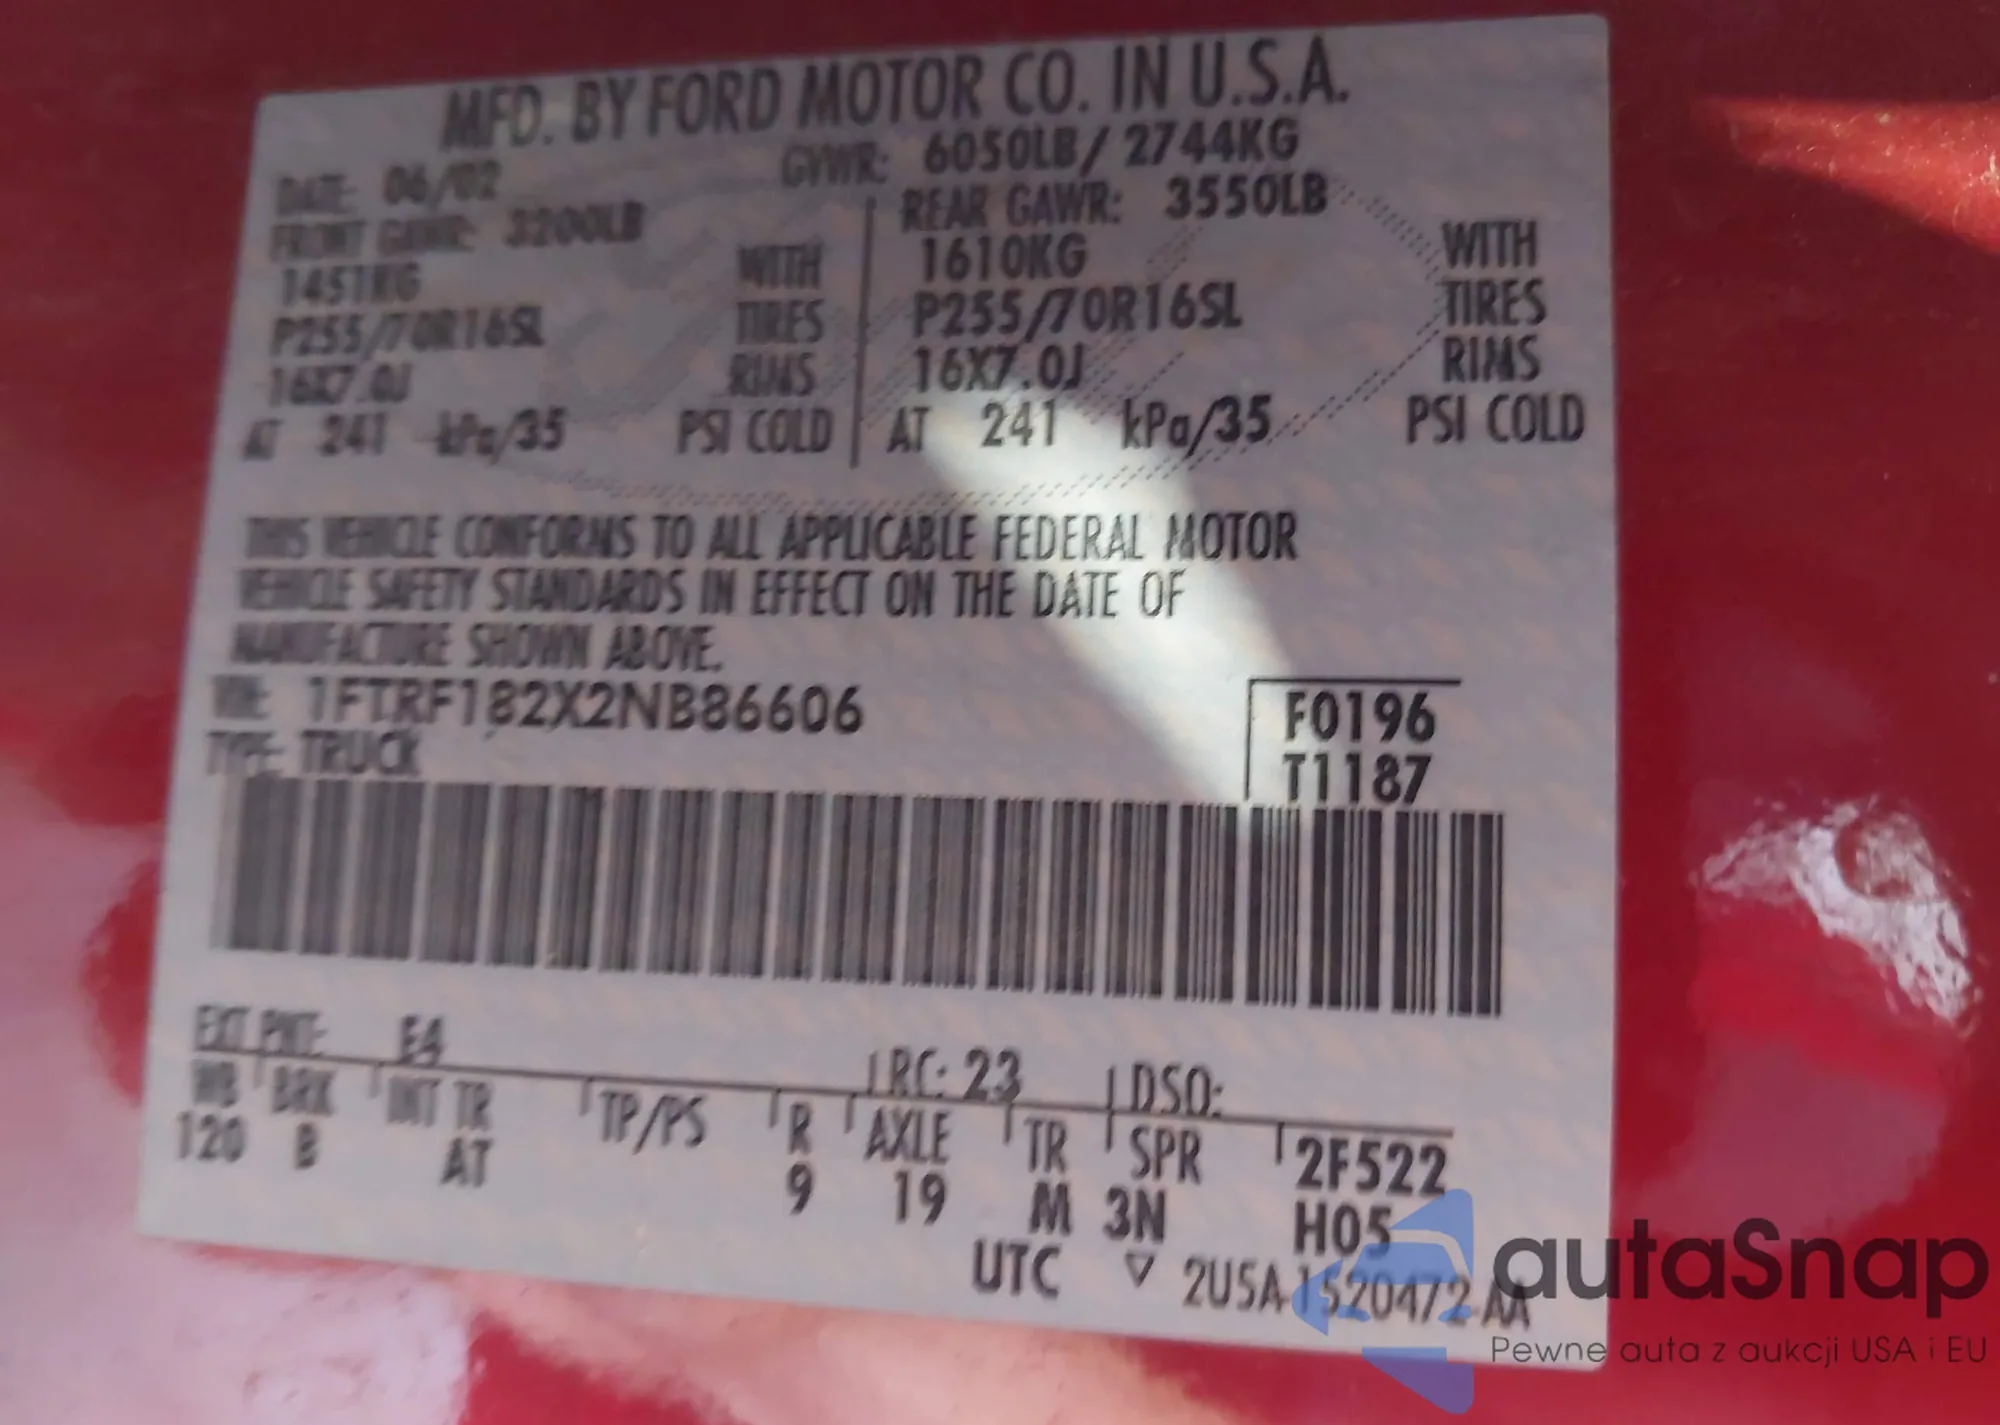 MFD. BY FORD MOTOR CO. IN U.S.A.
DATE: 06/02 GVWR: 6050LB / 2744KG
FRONT GAWR: 3200LB REAR GAWR: 3550LB
1451KG WITH 1610KG WITH
P255/70R16SL TIRES P255/70R16SL TIRES
16X7.0J RIMS 16X7.0J RIMS
AT 241 kPa/35 PSI COLD AT 241 kPa/35 PSI COLD
THIS VEHICLE CONFORMS TO ALL APPLICABLE FEDERAL MOTOR
VEHICLE SAFETY STANDARDS IN EFFECT ON THE DATE OF
MANUFACTURE SHOWN ABOVE.
VIN: 1FTRF182X2NB86606 F0196
TYPE: TRUCK T1187
EXT PNT: E4 RC: 23 DSO:
WB BRK INT TR TP/PS R AXLE TR SPR 2F522
120 B AT 9 19 M 3N H05
UTC ▽ 2U5A-1520472-AA
autaSnap
Pewne auta z aukcji USA i EU